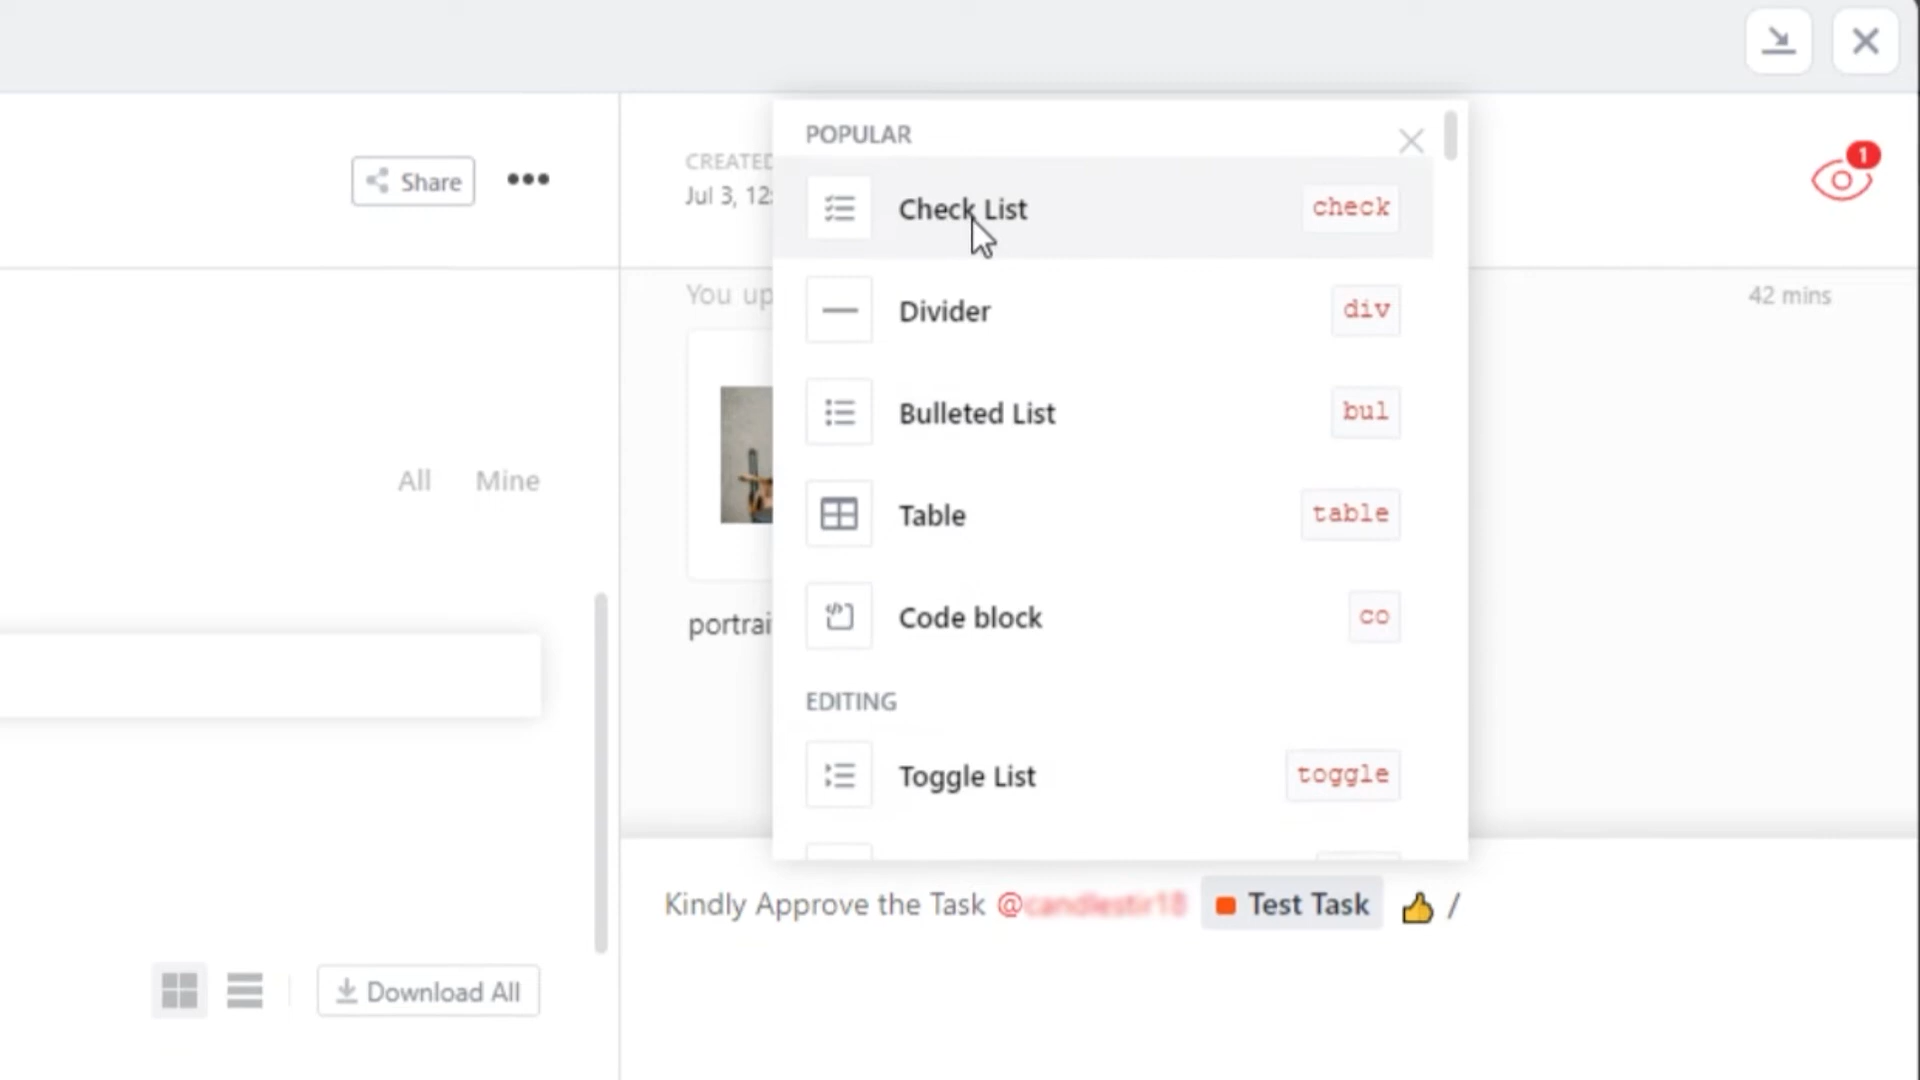 Share
CREATED
Jul 3, 12:
1
POPULAR
Check List
check
You up
42 mins
Divider
div
Bulleted List
bul
All
Mine
Table
table
Code block
co
portrai
EDITING
Toggle List
toggle
Kindly Approve the Task @ Test Task 👍 /
Download All